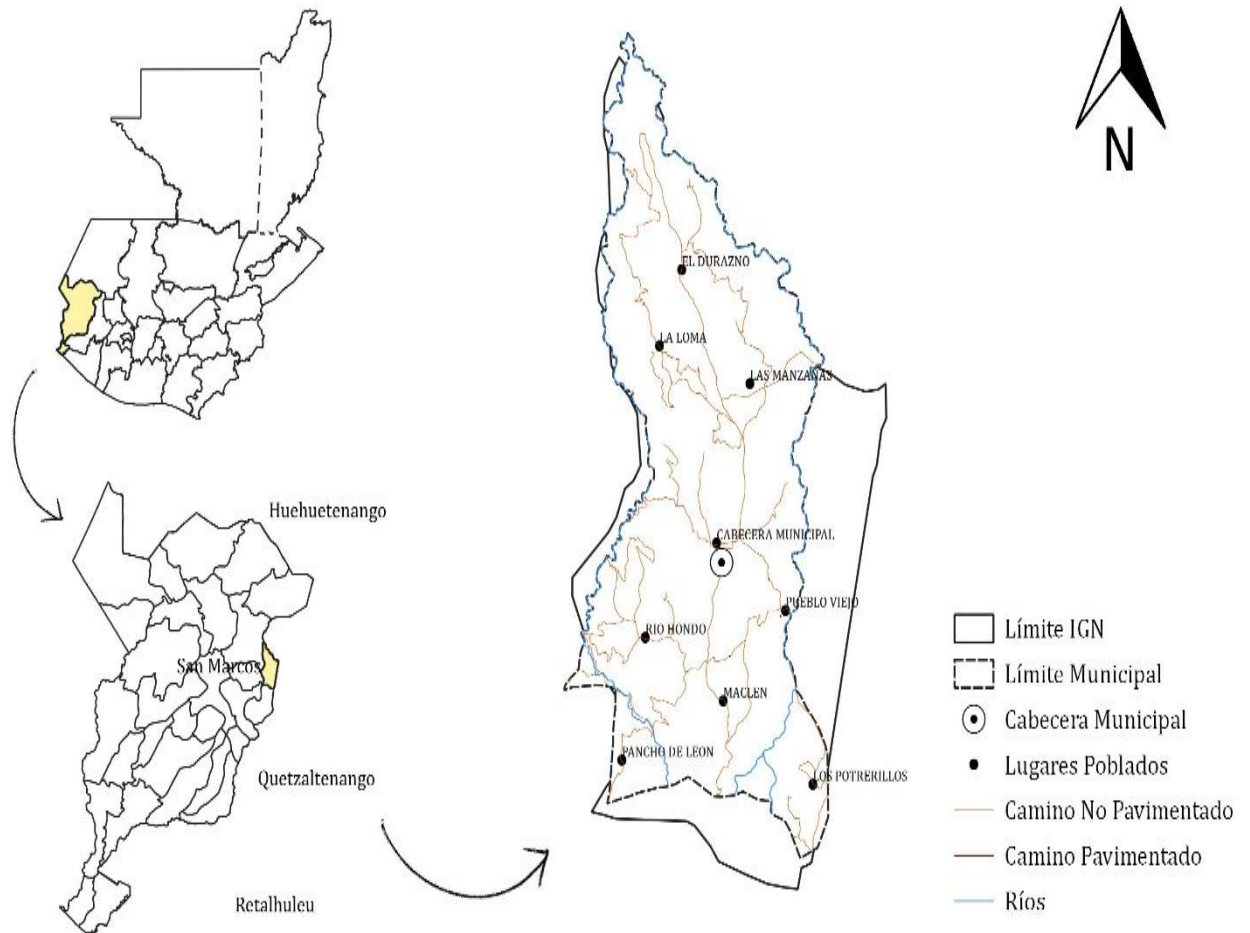 N
Huehuetenango
San Marcos
Quetzaltenango
Retalhuleu
EL DURAZNO
LA LOMA
LAS MANZANAS
CABECERA MUNICIPAL
PUEBLO VIEJO
RIO HONDO
MACLEN
PANCHO DE LEON
LOS POTRERILLOS
Límite IGN
Límite Municipal
Cabecera Municipal
Lugares Poblados
Camino No Pavimentado
Camino Pavimentado
Ríos